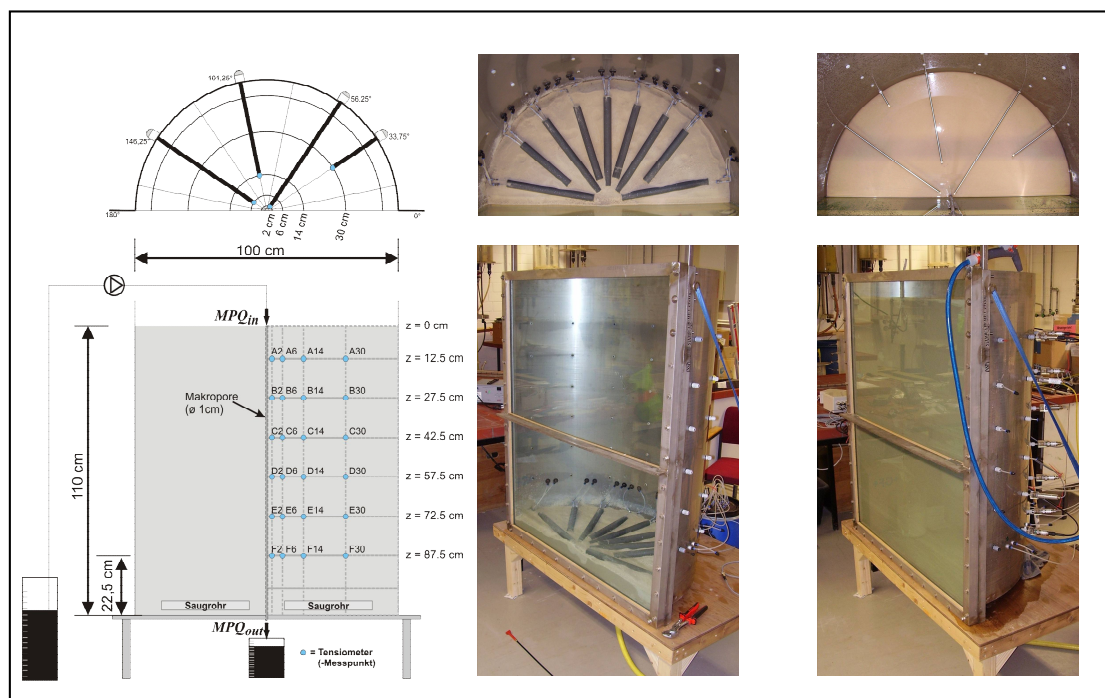 101,25°
56,25°
146,25°
33,75°
180°
0°
2 cm
6 cm
14 cm
30 cm
100 cm
MPQin
z = 0 cm
A2 A6 A14 A30
z = 12.5 cm
Makropore
(ø 1cm)
B2 B6 B14 B30
z = 27.5 cm
C2 C6 C14 C30
z = 42.5 cm
D2 D6 D14 D30
z = 57.5 cm
E2 E6 E14 E30
z = 72.5 cm
F2 F6 F14 F30
z = 87.5 cm
110 cm
22,5 cm
Saugrohr Saugrohr
MPQout
= Tensiometer
(-Messpunkt)